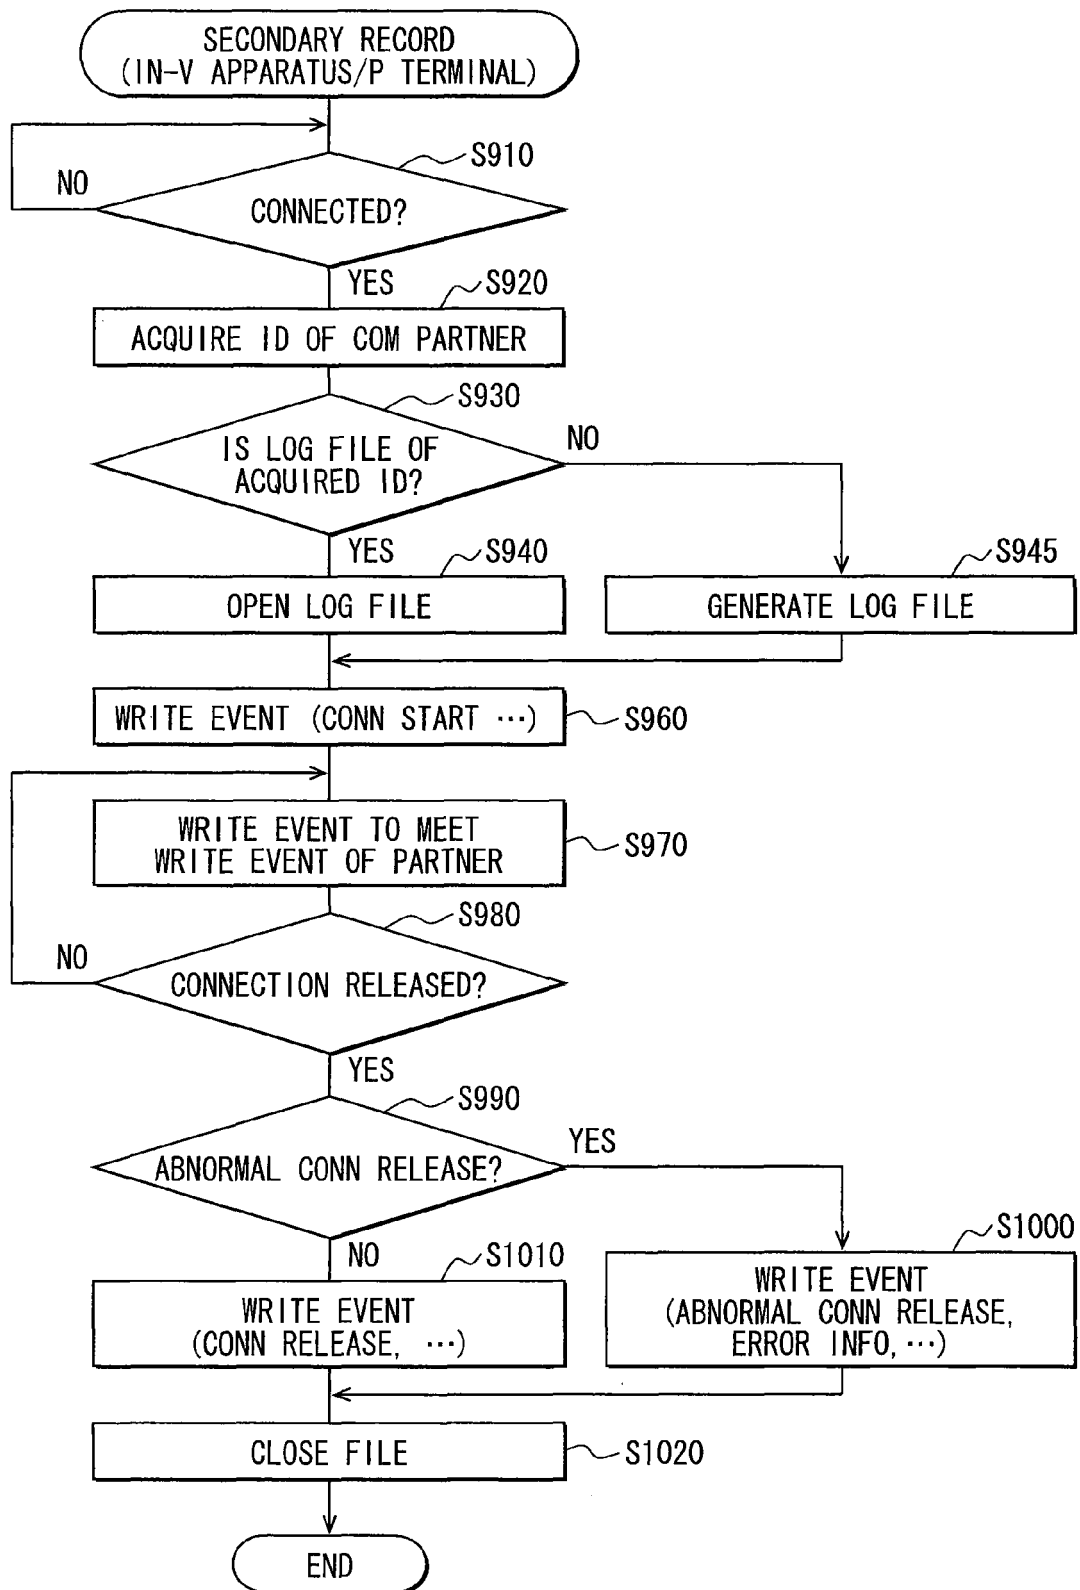 SECONDARY RECORD
(IN-V APPARATUS/P TERMINAL)
S910
NO
CONNECTED?
YES
S920
ACQUIRE ID OF COM PARTNER
S930
NO
IS LOG FILE OF
ACQUIRED ID?
YES
S940
S945
OPEN LOG FILE
GENERATE LOG FILE
WRITE EVENT (CONN START ···)
S960
WRITE EVENT TO MEET
WRITE EVENT OF PARTNER
S970
S980
NO
CONNECTION RELEASED?
YES
S990
YES
ABNORMAL CONN RELEASE?
NO
S1010
S1000
WRITE EVENT
(CONN RELEASE, ···)
WRITE EVENT
(ABNORMAL CONN RELEASE,
ERROR INFO, ···)
CLOSE FILE
S1020
END